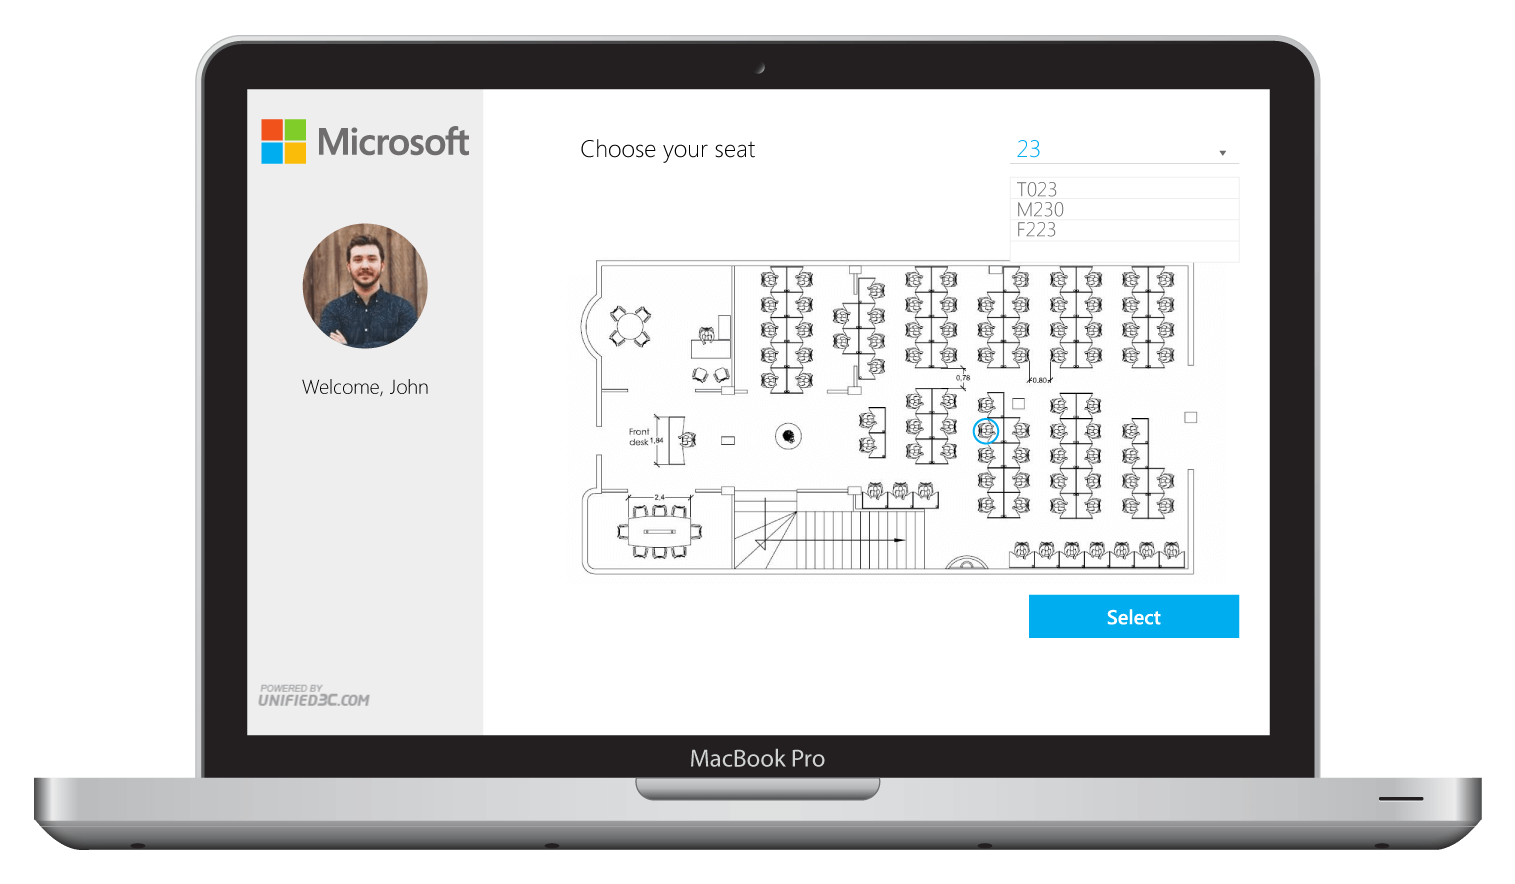 Microsoft
Welcome, John
POWERED BY
UNIFIED3C.COM
Choose your seat
23
T023
M230
F223
0,78
0.80
Front
desk
1,84
2,4
Select
MacBook Pro